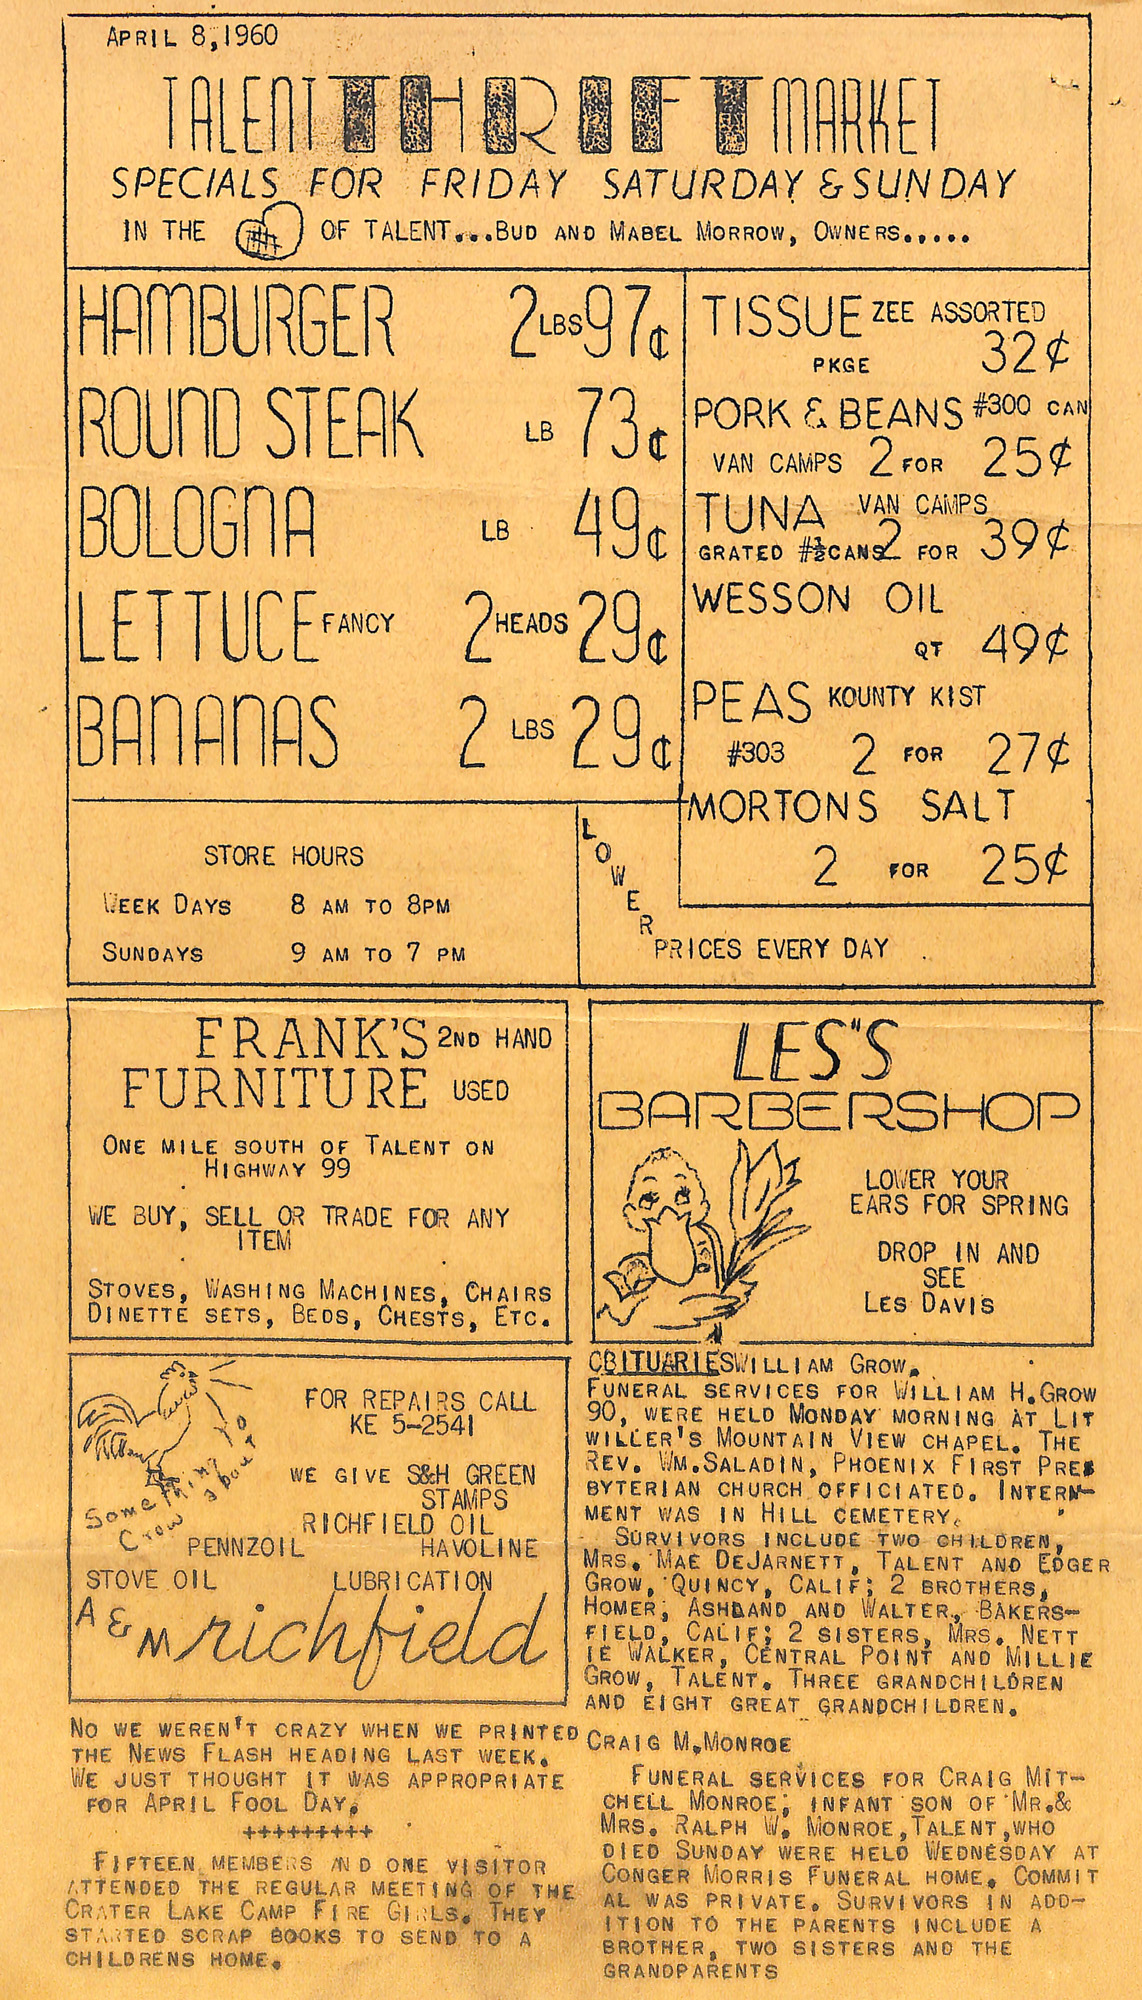 APRIL 8,1960
TALENT THRIFT MARKET
SPECIALS FOR FRIDAY SATURDAY & SUNDAY
IN THE OF TALENT...BUD AND MABEL MORROW, OWNERS.....
HAMBURGER 2 LBS 97¢
ROUND STEAK LB 73¢
BOLOGNA LB 49¢
LETTUCE FANCY 2 HEADS 29¢
BANANAS 2 LBS 29¢
TISSUE ZEE ASSORTED
PKGE 32¢
PORK & BEANS #300 CAN
VAN CAMPS 2 FOR 25¢
TUNA VAN CAMPS
GRATED #½CANS 2 FOR 39¢
WESSON OIL
QT 49¢
PEAS KOUNTY KIST
#303 2 FOR 27¢
MORTONS SALT
2 FOR 25¢
STORE HOURS
WEEK DAYS 8 AM TO 8PM
SUNDAYS 9 AM TO 7 PM
LOWER
PRICES EVERY DAY
FRANK'S 2ND HAND
FURNITURE USED
ONE MILE SOUTH OF TALENT ON
HIGHWAY 99
WE BUY, SELL OR TRADE FOR ANY
ITEM
STOVES, WASHING MACHINES, CHAIRS
DINETTE SETS, BEDS, CHESTS, ETC.
LES"S
BARBERSHOP
LOWER YOUR
EARS FOR SPRING
DROP IN AND
SEE
LES DAVIS
Something
Crow about
FOR REPAIRS CALL
KE 5-2541
WE GIVE S&H GREEN
STAMPS
RICHFIELD OIL
PENNZOIL HAVOLINE
STOVE OIL LUBRICATION
A & M richfield
NO WE WEREN'T CRAZY WHEN WE PRINTED
THE NEWS FLASH HEADING LAST WEEK.
WE JUST THOUGHT IT WAS APPROPRIATE
FOR APRIL FOOL DAY.
+++++++++
FIFTEEN MEMBERS AND ONE VISITOR
ATTENDED THE REGULAR MEETING OF THE
CRATER LAKE CAMP FIRE GIRLS. THEY
STARTED SCRAP BOOKS TO SEND TO A
CHILDRENS HOME.
OBITUARIES WILLIAM GROW.
FUNERAL SERVICES FOR WILLIAM H.GROW
90, WERE HELD MONDAY MORNING AT LIT
WILLER'S MOUNTAIN VIEW CHAPEL. THE
REV. WM.SALADIN, PHOENIX FIRST PRES
BYTERIAN CHURCH OFFICIATED. INTERN-
MENT WAS IN HILL CEMETERY.
SURVIVORS INCLUDE TWO CHILDREN,
MRS. MAE DEJARNETT, TALENT AND EDGER
GROW, QUINCY, CALIF; 2 BROTHERS,
HOMER, ASHLAND AND WALTER, BAKERS-
FIELD, CALIF; 2 SISTERS, MRS. NETT
IE WALKER, CENTRAL POINT AND MILLIE
GROW, TALENT. THREE GRANDCHILDREN
AND EIGHT GREAT GRANDCHILDREN.
CRAIG M.MONROE
FUNERAL SERVICES FOR CRAIG MIT-
CHELL MONROE, INFANT SON OF MR.&
MRS. RALPH W. MONROE,TALENT,WHO
DIED SUNDAY WERE HELD WEDNESDAY AT
CONGER MORRIS FUNERAL HOME. COMMIT
AL WAS PRIVATE. SURVIVORS IN ADD-
ITION TO THE PARENTS INCLUDE A
BROTHER, TWO SISTERS AND THE
GRANDPARENTS